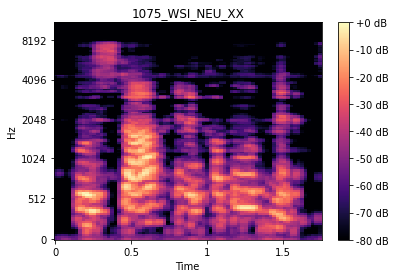 1075_WSI_NEU_XX
+0 dB
8192
-10 dB
4096
-20 dB
-30 dB
2048
-40 dB
Hz
1024
-50 dB
512
-60 dB
-70 dB
0
-80 dB
0
0.5
1
1.5
Time